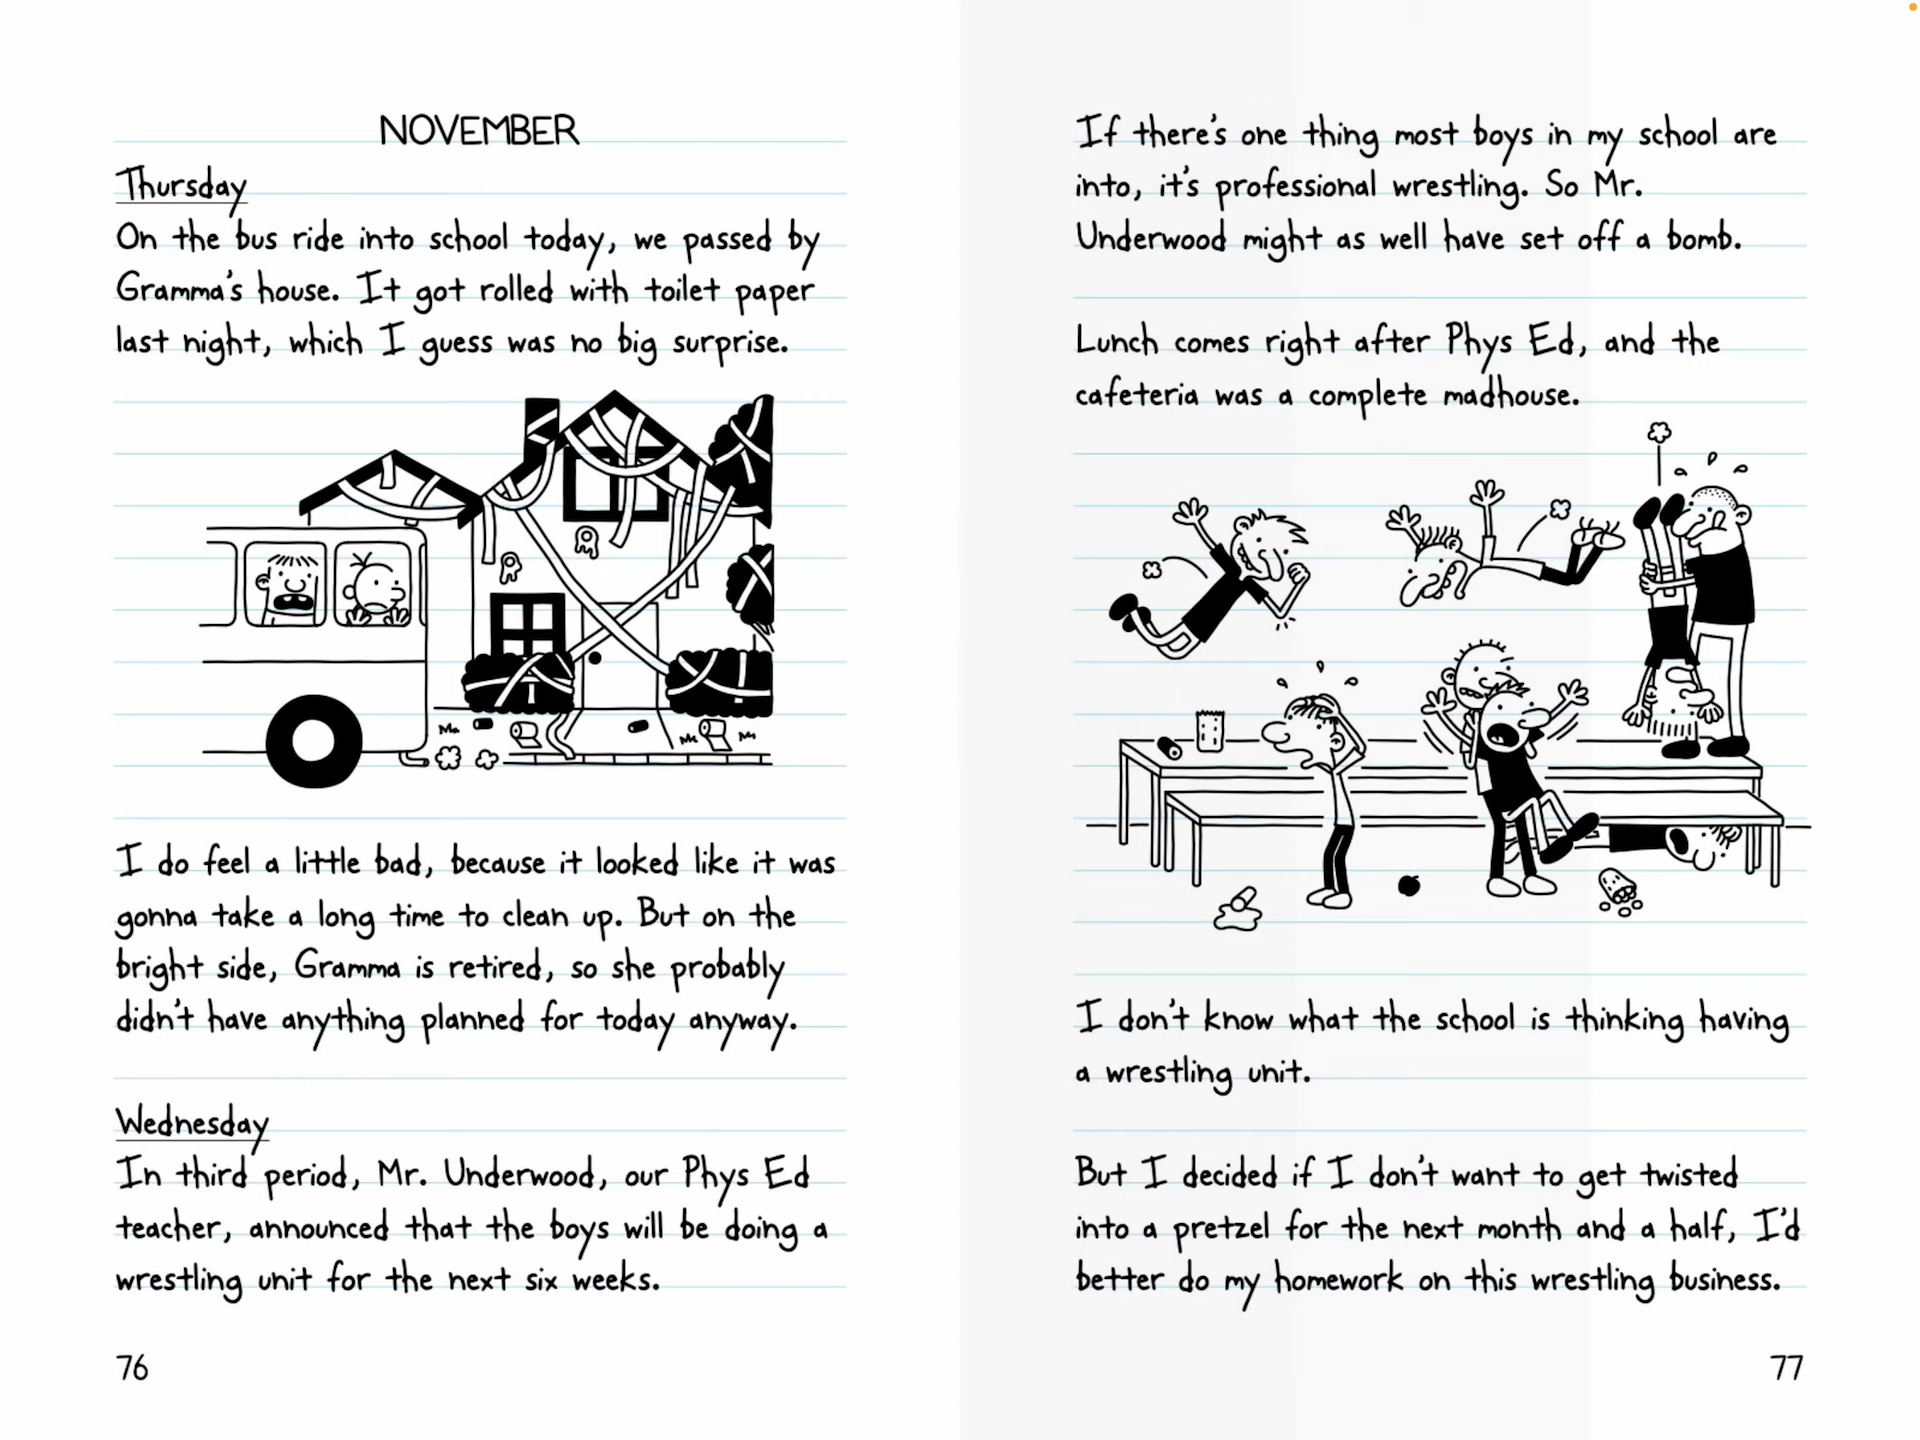 NOVEMBER
Thursday
On the bus ride into school today, we passed by
Gramma's house. It got rolled with toilet paper
last night, which I guess was no big surprise.
I do feel a little bad, because it looked like it was
gonna take a long time to clean up. But on the
bright side, Gramma is retired, so she probably
didn't have anything planned for today anyway.
Wednesday
In third period, Mr. Underwood, our Phys Ed
teacher, announced that the boys will be doing a
wrestling unit for the next six weeks.
76
If there's one thing most boys in my school are
into, it's professional wrestling. So Mr.
Underwood might as well have set off a bomb.
Lunch comes right after Phys Ed, and the
cafeteria was a complete madhouse.
I don't know what the school is thinking having
a wrestling unit.
But I decided if I don't want to get twisted
into a pretzel for the next month and a half, I'd
better do my homework on this wrestling business.
77